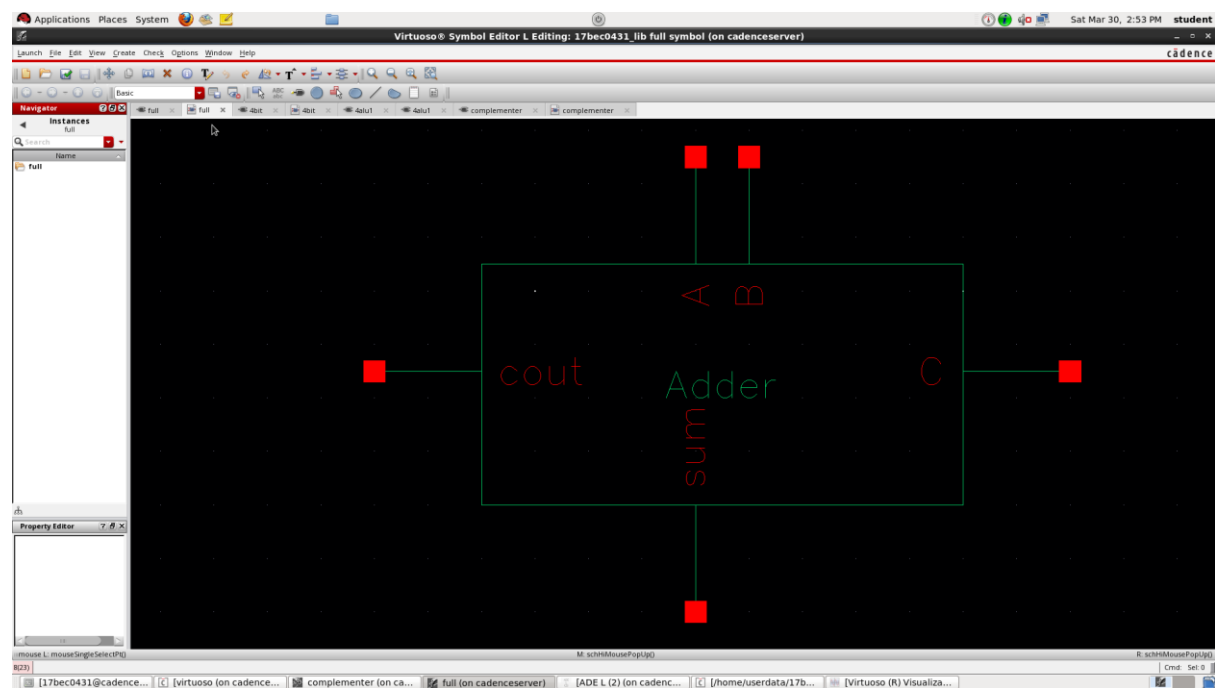 Applications Places System Sat Mar 30, 2:53 PM student
Virtuoso® Symbol Editor L Editing: 17bec0431_lib full symbol (on cadenceserver)
Launch File Edit View Create Check Options Window Help cādence
Basic
Navigator full full 4bit 4bit 4alu1 4alu1 complementer complementer
Instances
full
Search
Name
full
A B
cout Adder C
sum
Property Editor
mouse L: mouseSingleSelectPt() M: schHiMousePopUp() R: schHiMousePopUp()
8(23) Cmd: Sel: 0
[17bec0431@cadence... [virtuoso (on cadence... complementer (on ca... full (on cadenceserver) [ADE L (2) (on cadenc... [/home/userdata/17b... [Virtuoso (R) Visualiza...